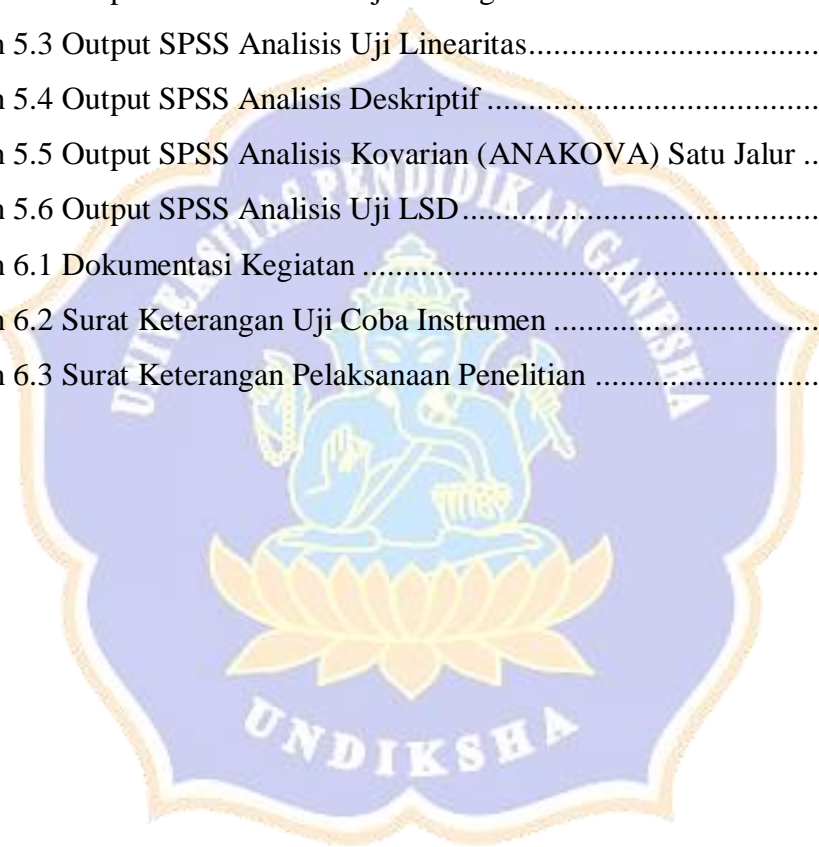 n 5.3 Output SPSS Analisis Uji Linearitas.....................................
n 5.4 Output SPSS Analisis Deskriptif ..........................................
n 5.5 Output SPSS Analisis Kovarian (ANAKOVA) Satu Jalur ..
n 5.6 Output SPSS Analisis Uji LSD.............................................
n 6.1 Dokumentasi Kegiatan .........................................................
n 6.2 Surat Keterangan Uji Coba Instrumen .................................
n 6.3 Surat Keterangan Pelaksanaan Penelitian ............................
UNIVERSITAS PENDIDIKAN GANESHA
UNDIKSHA